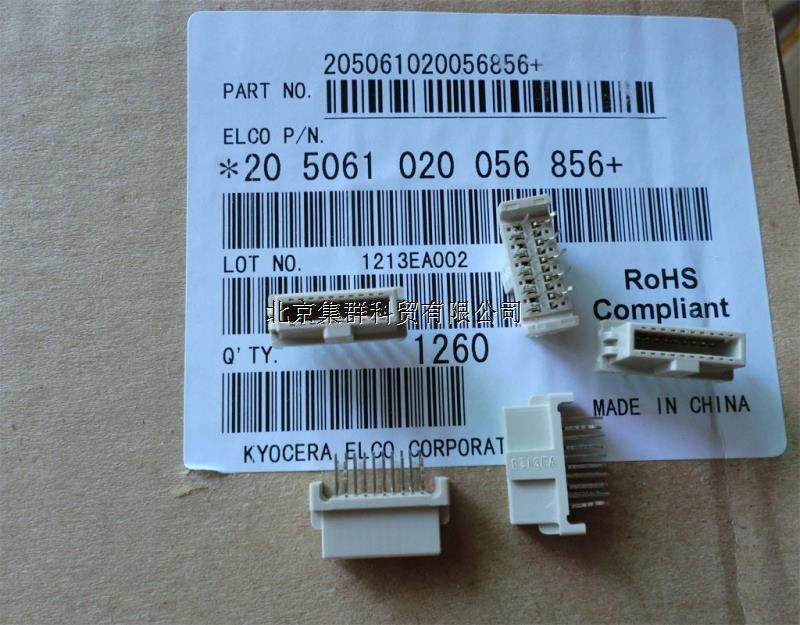 205061020056856+
PART NO.
ELCO P/N.
*20 5061 020 056 856+
LOT NO. 1213EA002
RoHS
Compliant
北京集群科贸有限公司
Q'TY. 1260
MADE IN CHINA
KYOCERA ELCO CORPORAT